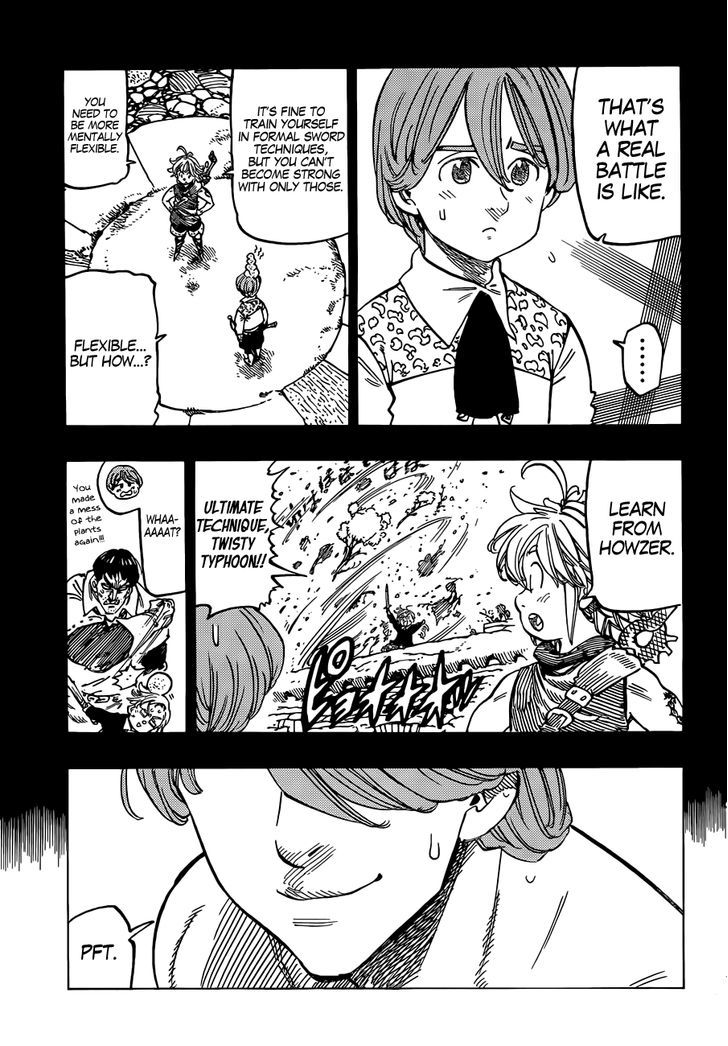 THAT'S
WHAT
A REAL
BATTLE
IS LIKE.
......
IT'S FINE TO
TRAIN YOURSELF
IN FORMAL SWORD
TECHNIQUES,
BUT YOU CAN'T
BECOME STRONG
WITH ONLY THOSE.
YOU
NEED TO
BE MORE
MENTALLY
FLEXIBLE.
FLEXIBLE...
BUT HOW...?
LEARN
FROM
HOWZER.
ULTIMATE
TECHNIQUE,
TWISTY
TYPHOON!!
WHAA-
AAAAT?
You
made
a mess
of the
plants
again!!!
PFT.